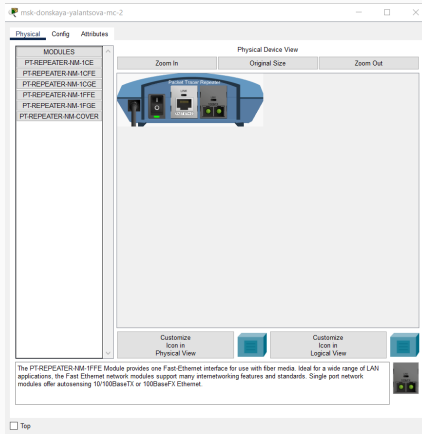 msk-donskaya-yalantsova-mc-2
Physical Config Attributes
MODULES
PT-REPEATER-NM-1CE
PT-REPEATER-NM-1CFE
PT-REPEATER-NM-1CGE
PT-REPEATER-NM-1FFE
PT-REPEATER-NM-1FGE
PT-REPEATER-NM-COVER
Physical Device View
Zoom In Original Size Zoom Out
Packet Tracer Repeater
Customize
Icon in
Physical View
Customize
Icon in
Logical View
The PT-REPEATER-NM-1FFE Module provides one Fast-Ethernet interface for use with fiber media. Ideal for a wide range of LAN
applications, the Fast Ethernet network modules support many internetworking features and standards. Single port network
modules offer autosensing 10/100BaseTX or 100BaseFX Ethernet.
Top